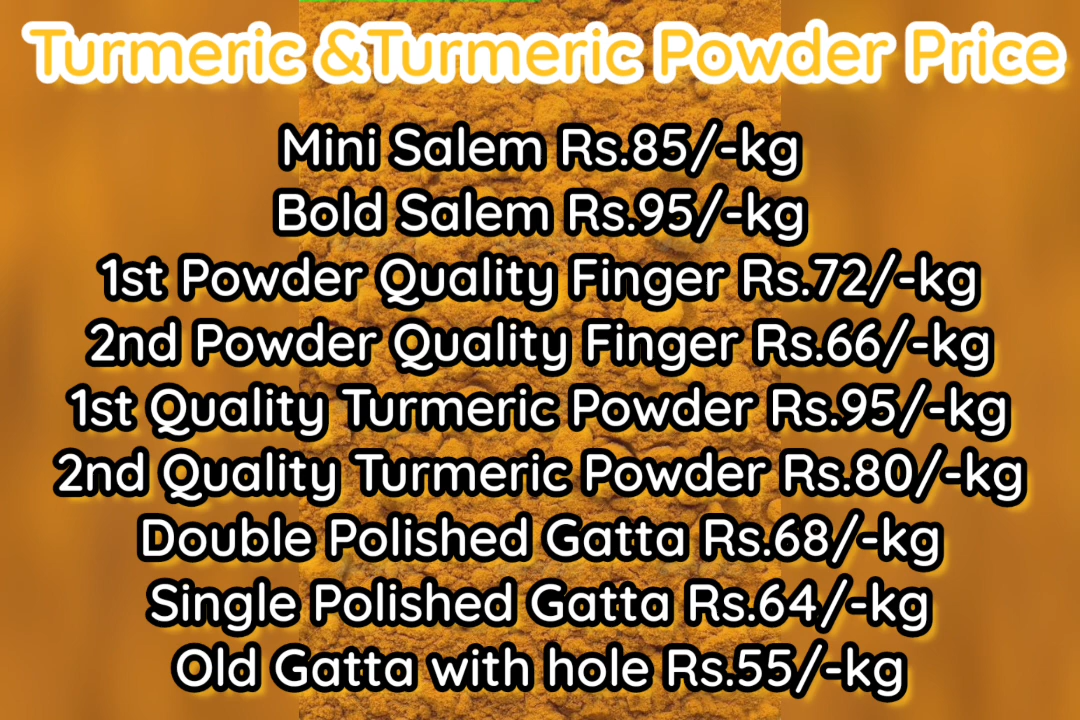 Turmeric &Turmeric Powder Price
Mini Salem Rs.85/-kg
Bold Salem Rs.95/-kg
1st Powder Quality Finger Rs.72/-kg
2nd Powder Quality Finger Rs.66/-kg
1st Quality Turmeric Powder Rs.95/-kg
2nd Quality Turmeric Powder Rs.80/-kg
Double Polished Gatta Rs.68/-kg
Single Polished Gatta Rs.64/-kg
Old Gatta with hole Rs.55/-kg